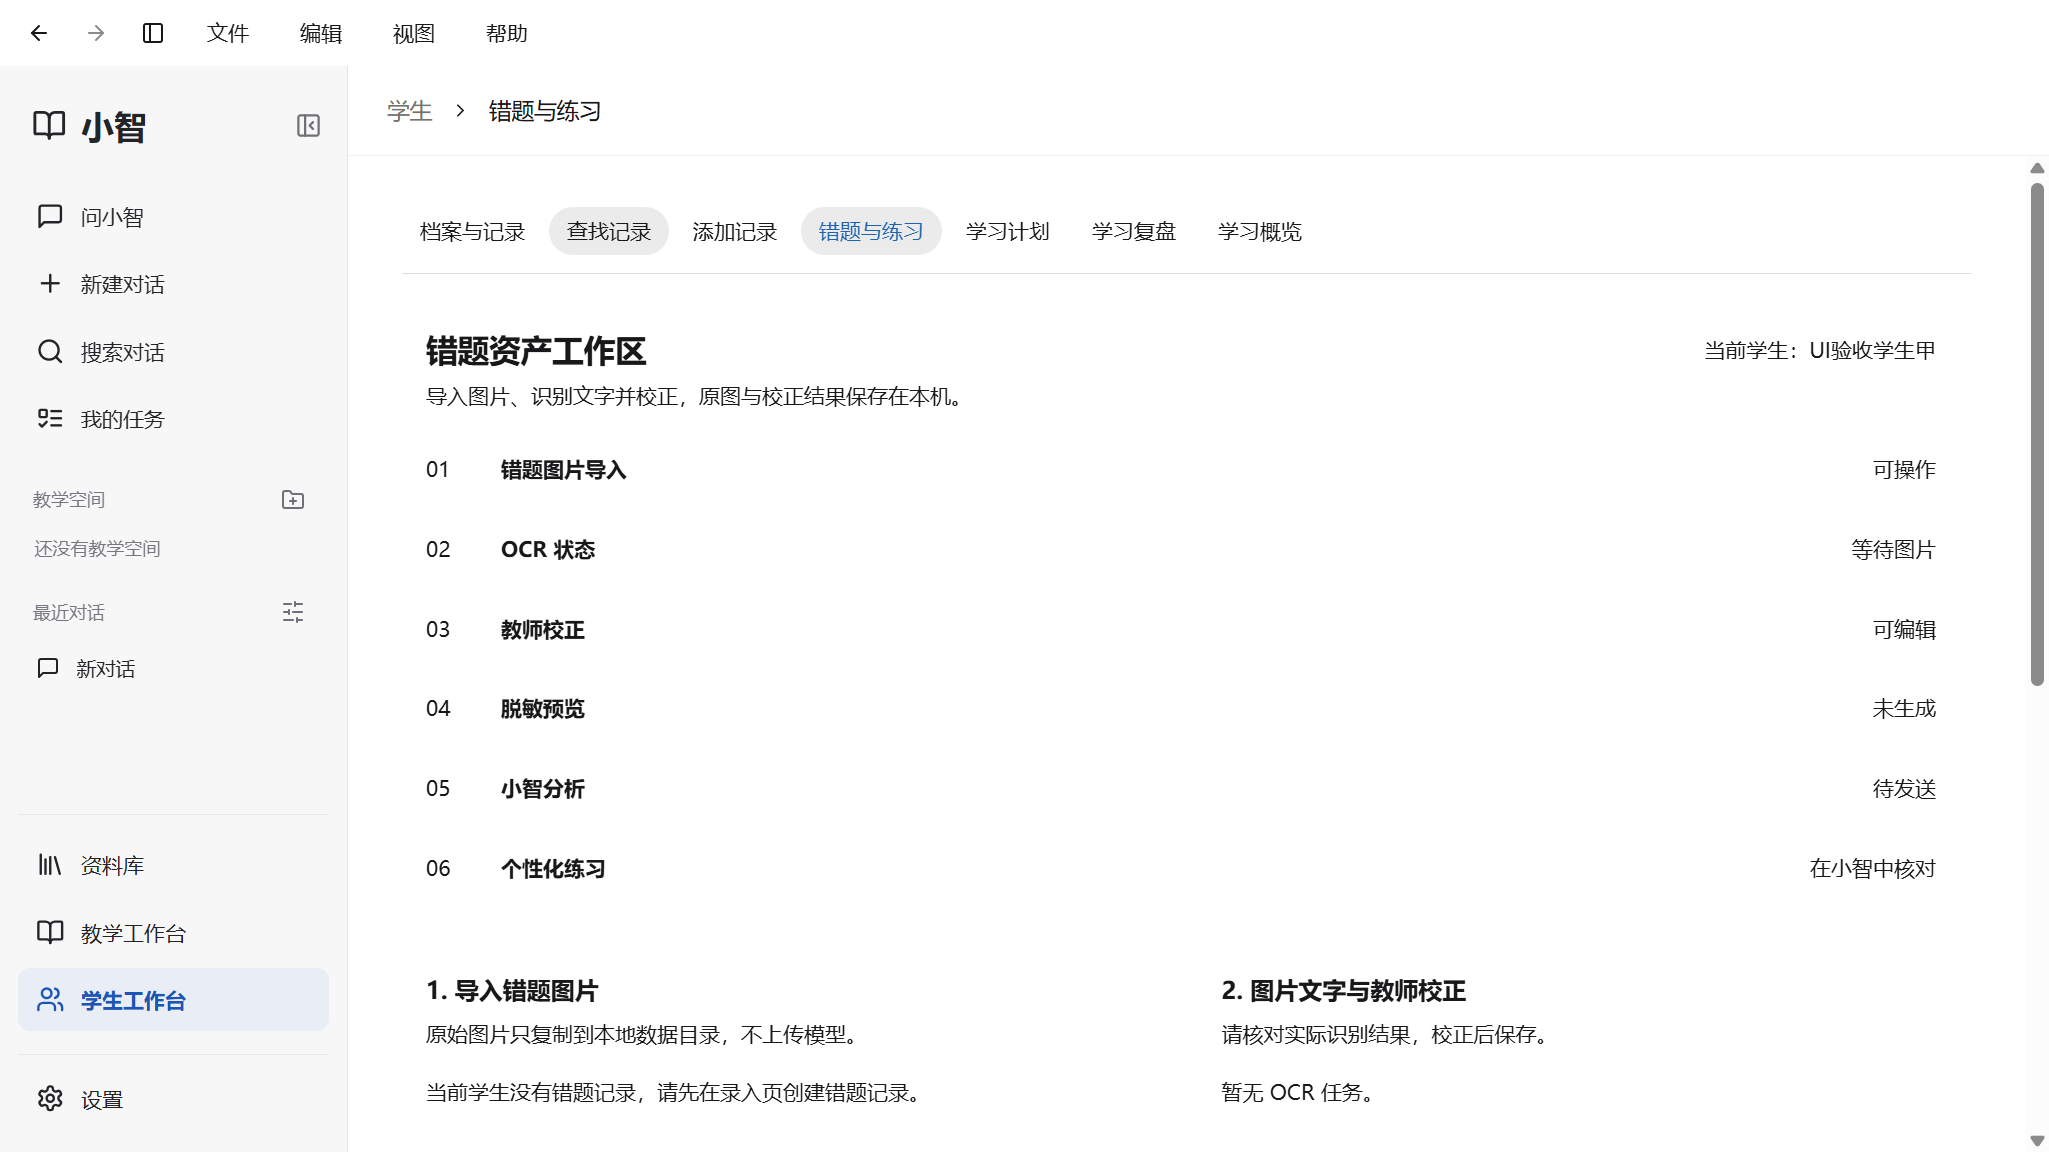 文件 编辑 视图 帮助
小智
问小智
新建对话
搜索对话
我的任务
教学空间
还没有教学空间
最近对话
新对话
资料库
教学工作台
学生工作台
设置
学生 > 错题与练习
档案与记录 查找记录 添加记录 错题与练习 学习计划 学习复盘 学习概览
错题资产工作区 当前学生：UI验收学生甲
导入图片、识别文字并校正，原图与校正结果保存在本机。
01 错题图片导入 可操作
02 OCR 状态 等待图片
03 教师校正 可编辑
04 脱敏预览 未生成
05 小智分析 待发送
06 个性化练习 在小智中核对
1. 导入错题图片
原始图片只复制到本地数据目录，不上传模型。
当前学生没有错题记录，请先在录入页创建错题记录。
2. 图片文字与教师校正
请核对实际识别结果，校正后保存。
暂无 OCR 任务。